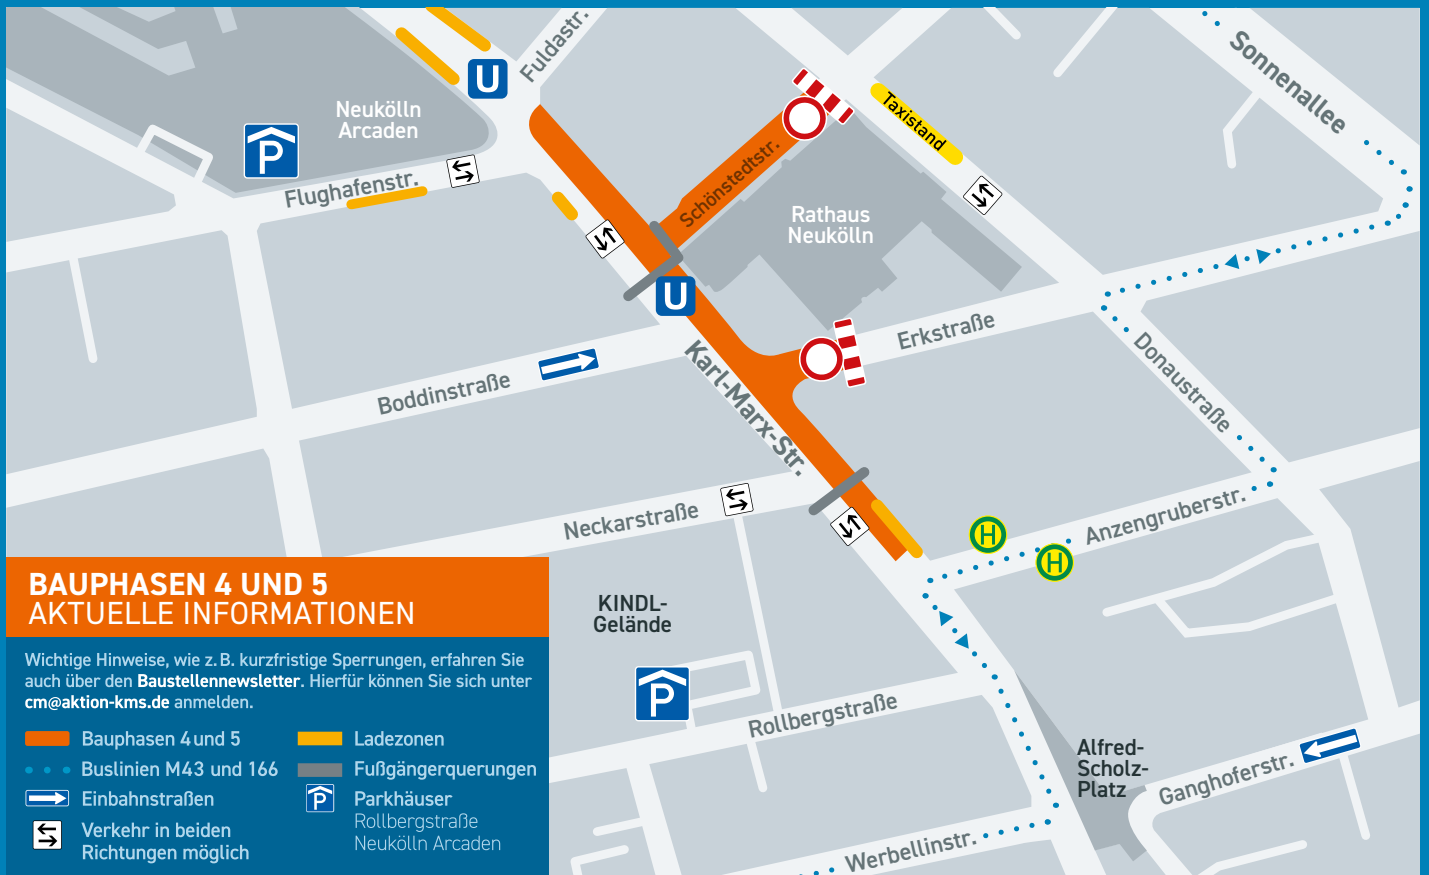 Fuldastr.
Sonnenallee
U
Taxistand
Neukölln
Arcaden
P
Flughafenstr.
Schönstedtstr.
Rathaus
Neukölln
U
Erkstraße
Donaustraße
Boddinstraße
Karl-Marx-Str.
Neckarstraße
Anzengruberstr.
H
H
KINDL-
Gelände
P
Rollbergstraße
Alfred-
Scholz-
Platz
Ganghoferstr.
Werbellinstr.
BAUPHASEN 4 UND 5
AKTUELLE INFORMATIONEN
Wichtige Hinweise, wie z. B. kurzfristige Sperrungen, erfahren Sie
auch über den Baustellennewsletter. Hierfür können Sie sich unter
cm@aktion-kms.de anmelden.
Bauphasen 4 und 5
Buslinien M43 und 166
Einbahnstraßen
Verkehr in beiden
Richtungen möglich
Ladezonen
Fußgängerquerungen
P
Parkhäuser
Rollbergstraße
Neukölln Arcaden